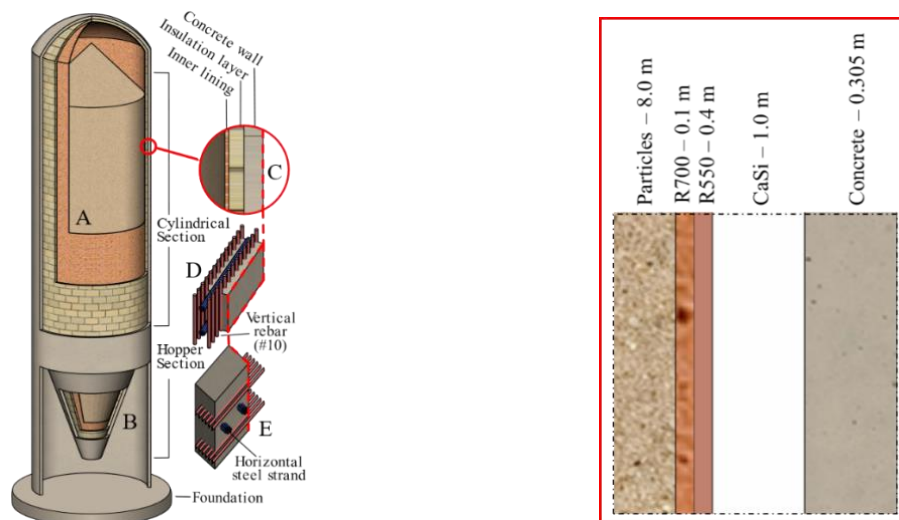 Concrete wall
Insulation layer
Inner lining
C
A
Cylindrical
Section
D
Vertical
rebar
(#10)
Hopper
Section
B
E
Horizontal
steel strand
Foundation
Particles – 8.0 m
R700 – 0.1 m
R550 – 0.4 m
CaSi – 1.0 m
Concrete – 0.305 m